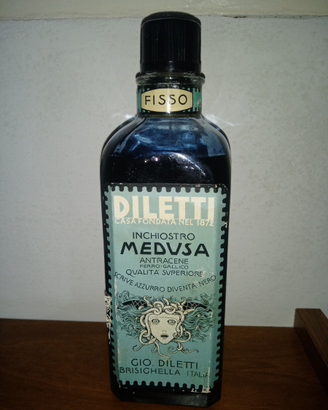 FISSO
DILETTI
CASA FONDATA NEL 1872
INCHIOSTRO
MEDUSA
ANTRACENE
FERRO-GALLICO
QUALITÀ SUPERIORE
SCRIVE AZZURRO DIVENTA NERO
GIO DILETTI
BRISIGHELLA ITALIA